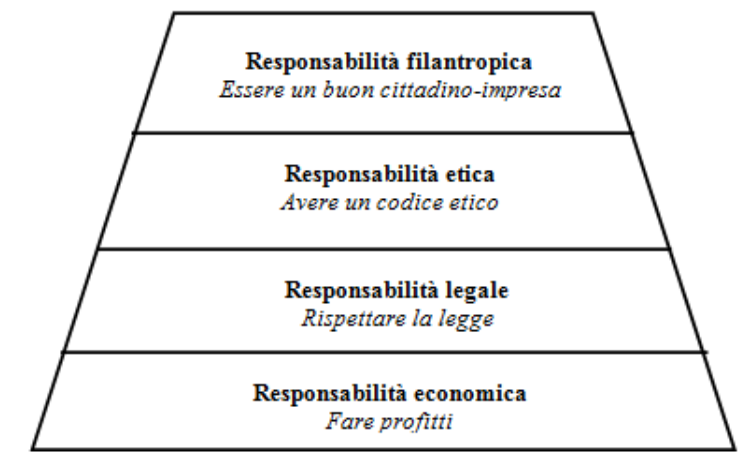 Responsabilità filantropica
Essere un buon cittadino-impresa
Responsabilità etica
Avere un codice etico
Responsabilità legale
Rispettare la legge
Responsabilità economica
Fare profitti